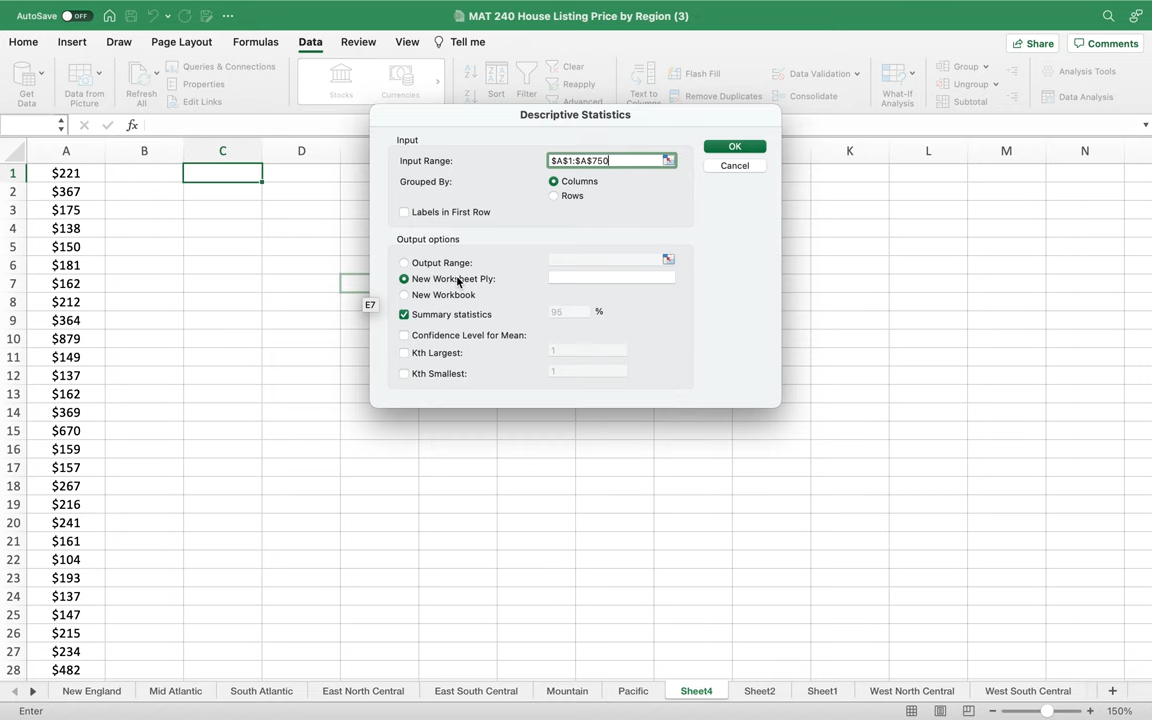 AutoSave OFF
MAT 240 House Listing Price by Region (3)
Home Insert Draw Page Layout Formulas Data Review View Tell me
Share Comments
Get Data
Data from Picture
Refresh All
Queries & Connections
Properties
Edit Links
Stocks
Currencies
Sort
Filter
Clear
Reapply
Advanced
Text to Columns
Flash Fill
Remove Duplicates
Data Validation
Consolidate
What-If Analysis
Group
Ungroup
Subtotal
Analysis Tools
Data Analysis
fx
Descriptive Statistics
Input
Input Range: $A$1:$A$750
Grouped By: Columns
Rows
Labels in First Row
OK
Cancel
Output options
Output Range:
New Worksheet Ply:
New Workbook
Summary statistics
95 %
Confidence Level for Mean:
Kth Largest: 1
Kth Smallest: 1
E7
A B C D K L M N
1 $221
2 $367
3 $175
4 $138
5 $150
6 $181
7 $162
8 $212
9 $364
10 $879
11 $149
12 $137
13 $162
14 $369
15 $670
16 $159
17 $157
18 $267
19 $216
20 $241
21 $161
22 $104
23 $193
24 $137
25 $147
26 $215
27 $234
28 $482
New England Mid Atlantic South Atlantic East North Central East South Central Mountain Pacific Sheet4 Sheet2 Sheet1 West North Central West South Central
Enter
150%